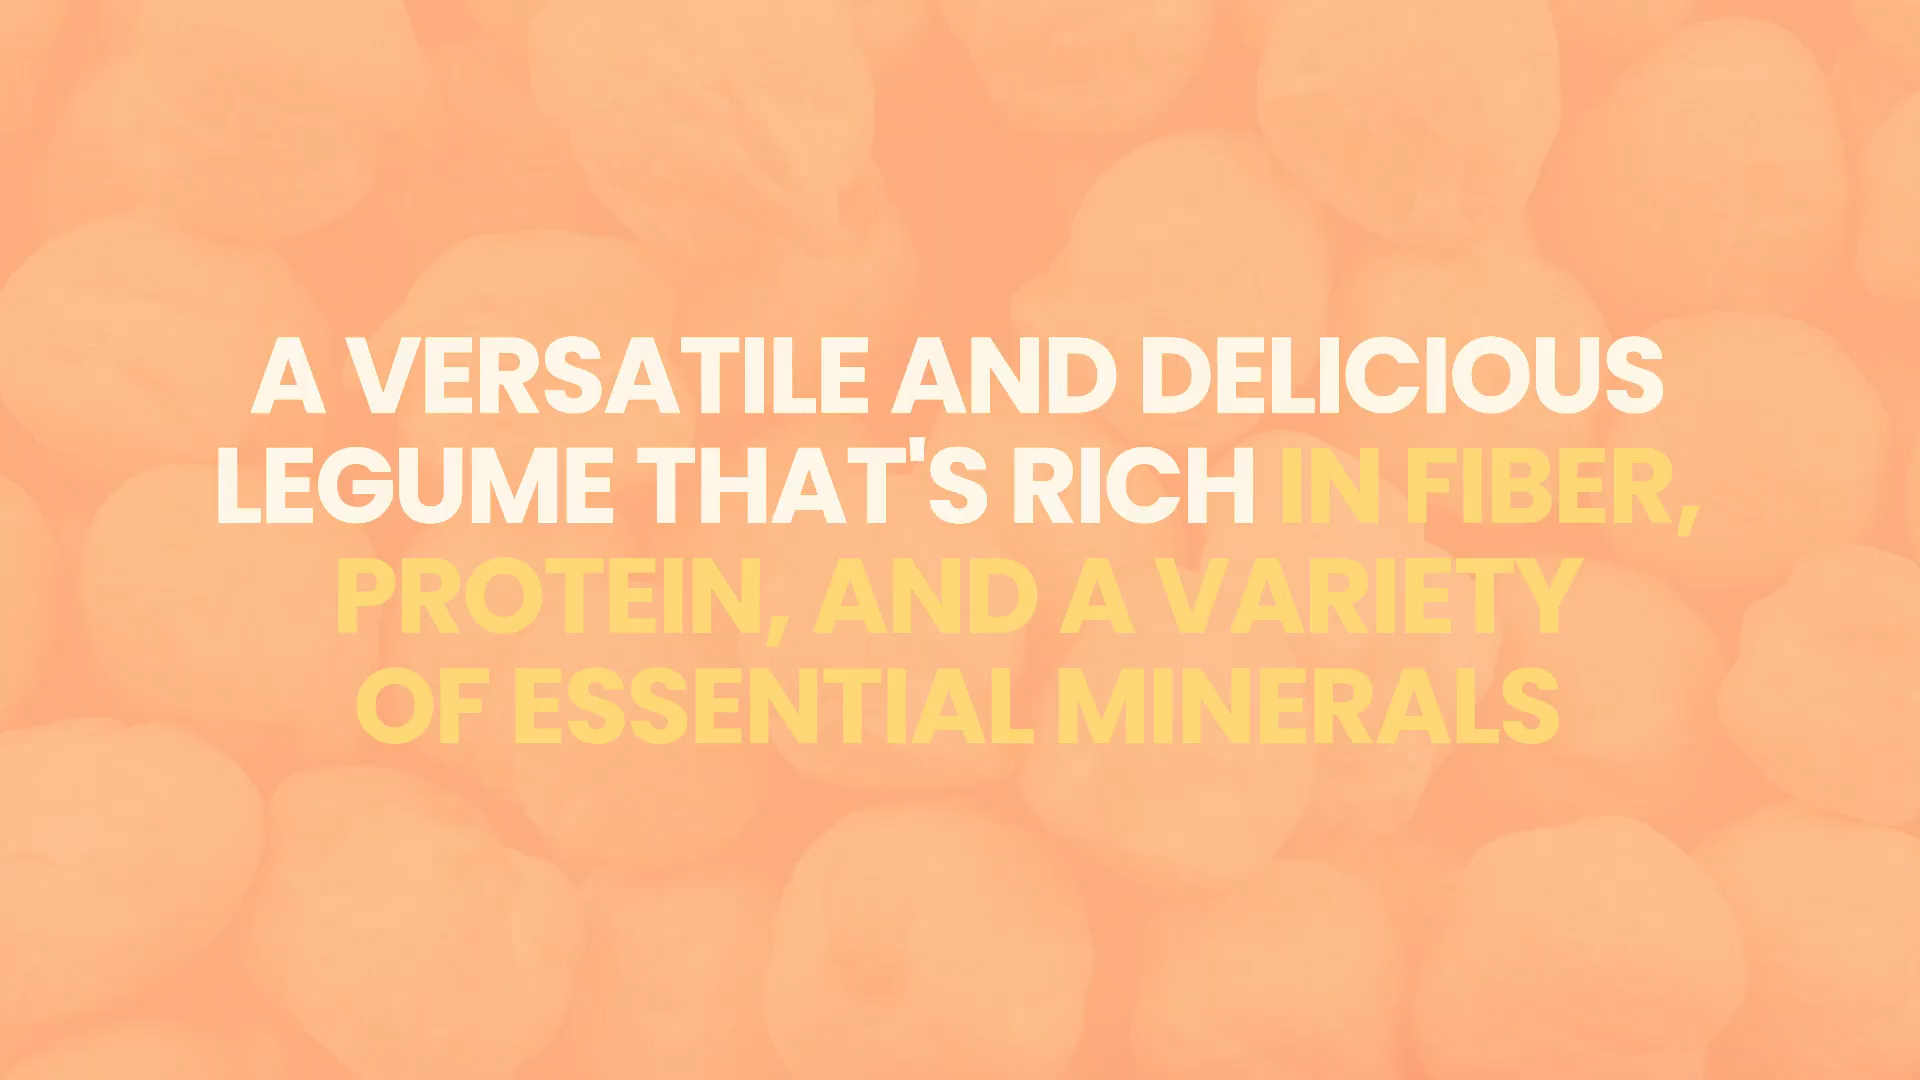 A VERSATILE AND DELICIOUS
LEGUME THAT'S RICH IN FIBER,
PROTEIN, AND A VARIETY
OF ESSENTIAL MINERALS